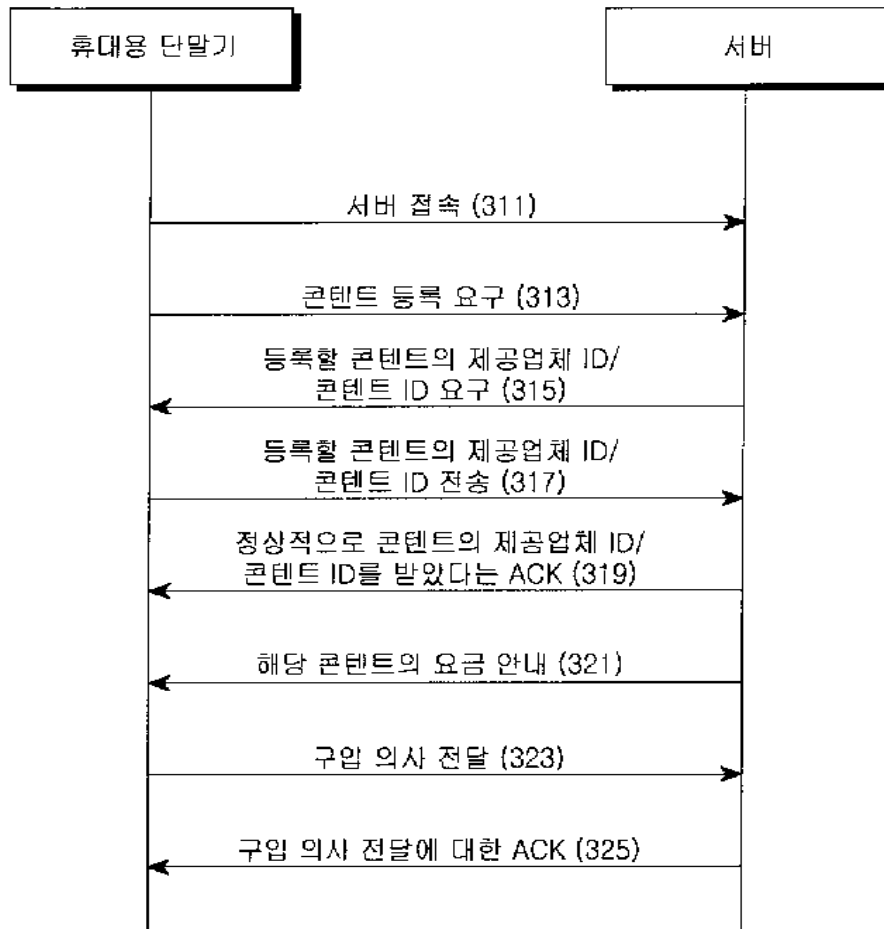 휴대용 단말기
서버
서버 접속 (311)
콘텐트 등록 요구 (313)
등록할 콘텐트의 제공업체 ID/
콘텐트 ID 요구 (315)
등록할 콘텐트의 제공업체 ID/
콘텐트 ID 전송 (317)
정상적으로 콘텐트의 제공업체 ID/
콘텐트 ID를 받았다는 ACK (319)
해당 콘텐트의 요금 안내 (321)
구입 의사 전달 (323)
구입 의사 전달에 대한 ACK (325)